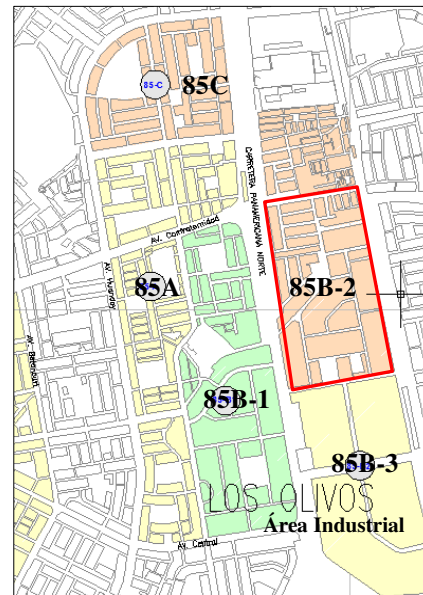 85-C
85C
CARRETERA PANAMERICANA NORTE
Av. Confraternidad
85A
85B-2
Av. Huandoy
Av. Betancourt
85B-1
85B-3
LOS OLIVOS
Área Industrial
Av. Central